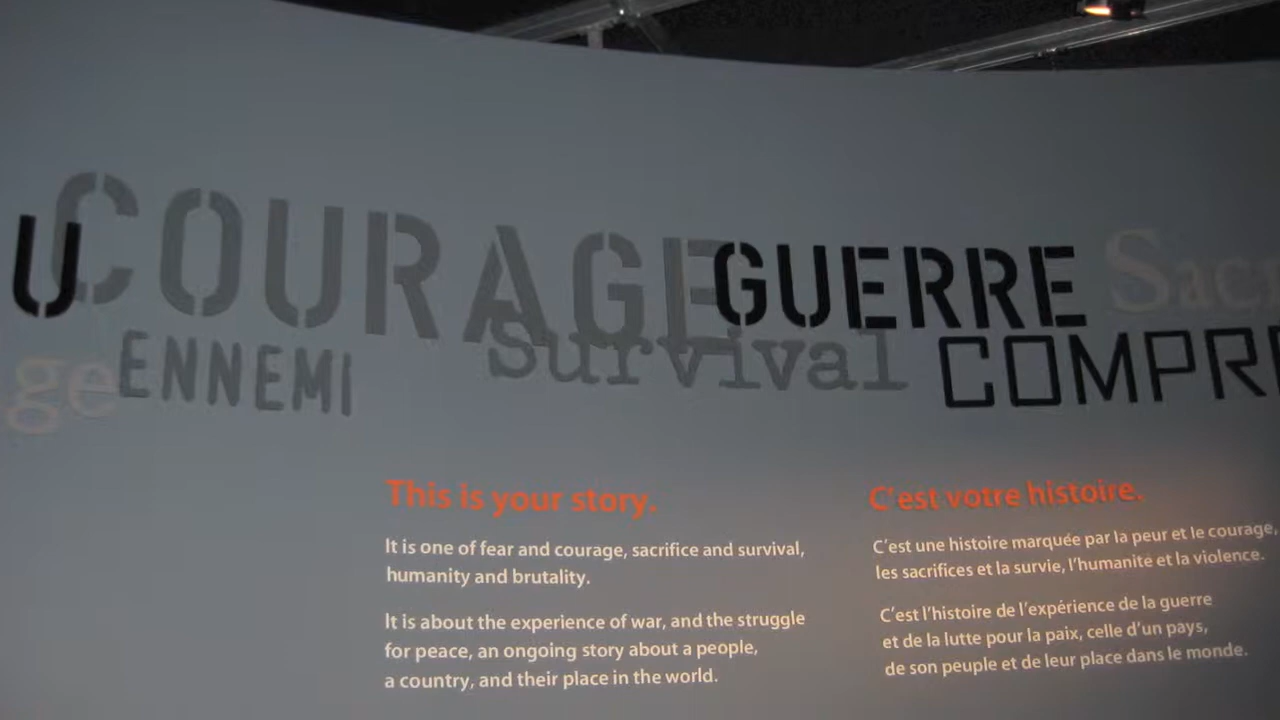 U COURAGE GUERRE
ge ENNEMI Survival
This is your story.
It is one of fear and courage, sacrifice and survival,
humanity and brutality.
It is about the experience of war, and the struggle
for peace, an ongoing story about a people,
a country, and their place in the world.
C'est votre histoire.
C'est une histoire marquée par la peur et le courage,
les sacrifices et la survie, l'humanité et la violence.
C'est l'histoire de l'expérience de la guerre
et de la lutte pour la paix, celle d'un pays,
de son peuple et de leur place dans le monde.